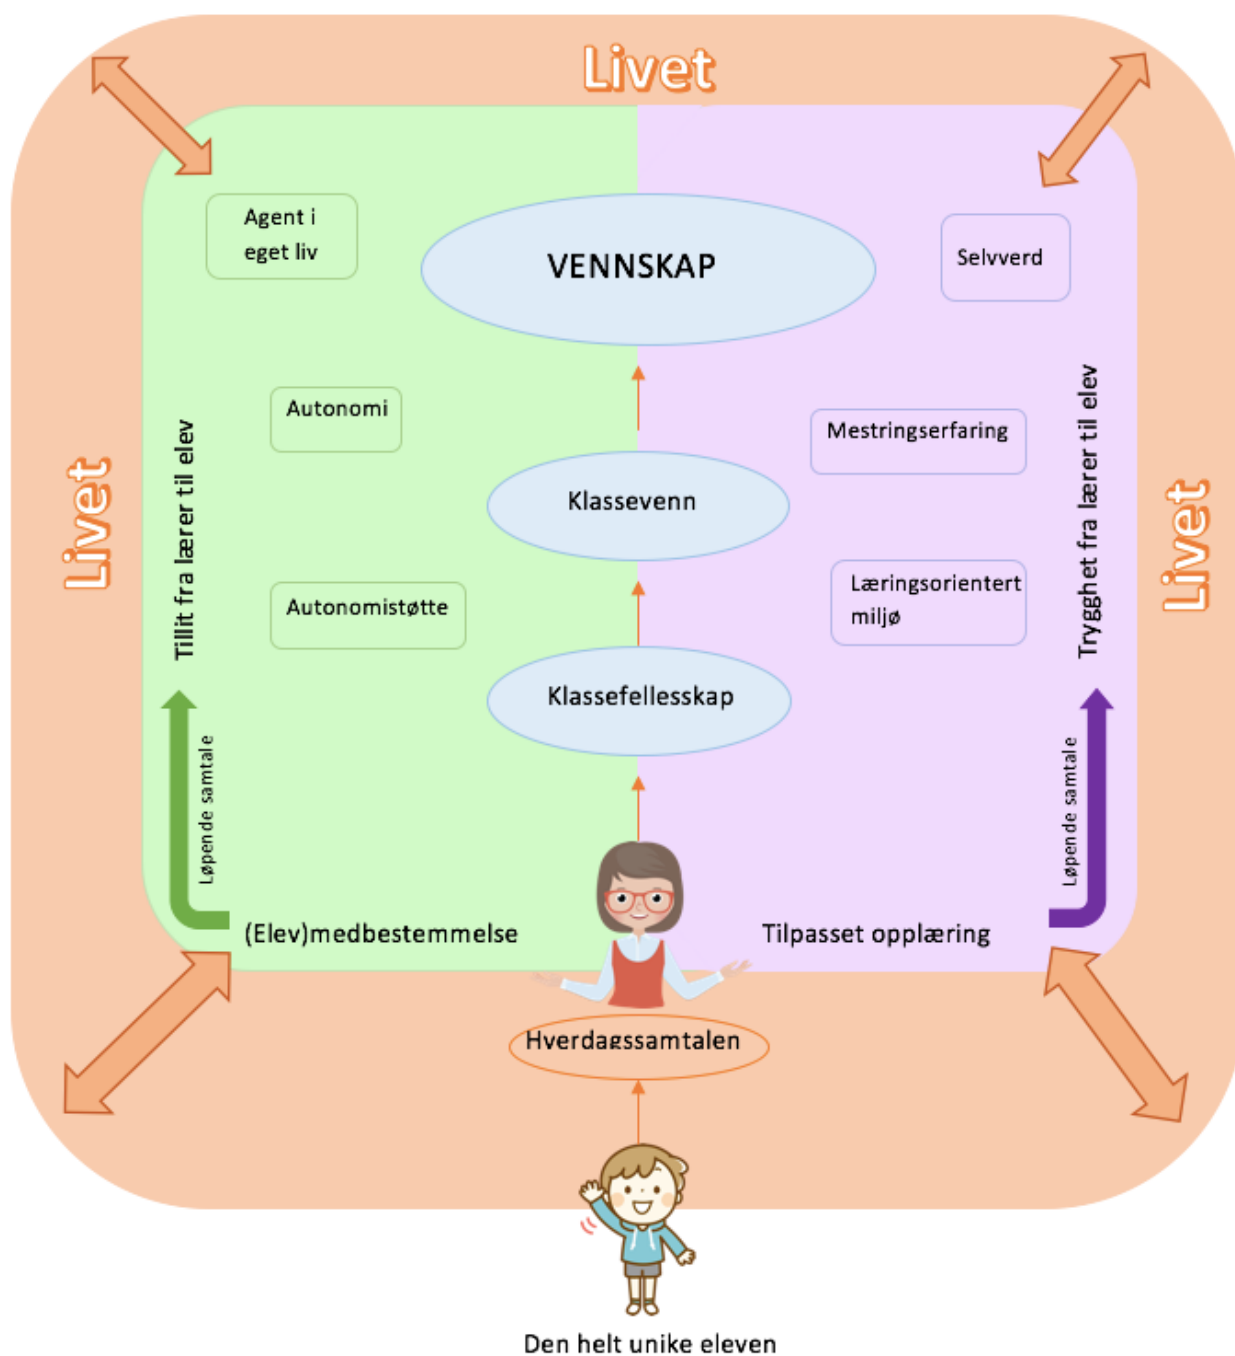 Livet
Agent i
eget liv
VENNSKAP
Selvverd
Autonomi
Mestringserfaring
Livet
Tillit fra lærer til elev
Klassevenn
Trygghet fra lærer til elev
Livet
Autonomistøtte
Læringsorientert
miljø
Klassefellesskap
Løpende samtale
Løpende samtale
(Elev)medbestemmelse
Tilpasset opplæring
Hverdagssamtalen
Den helt unike eleven